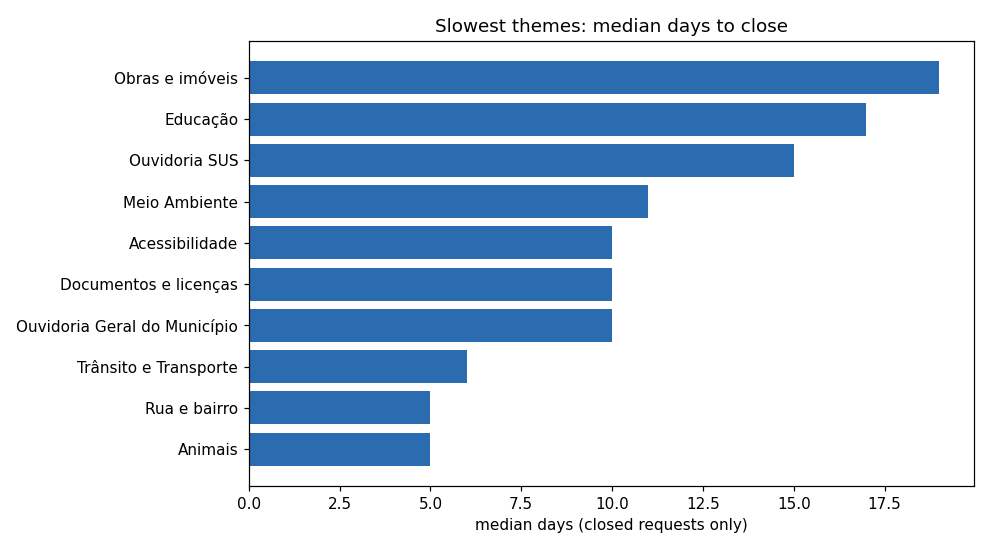 Slowest themes: median days to close
Obras e imóveis
Educação
Ouvidoria SUS
Meio Ambiente
Acessibilidade
Documentos e licenças
Ouvidoria Geral do Município
Trânsito e Transporte
Rua e bairro
Animais
0.0 2.5 5.0 7.5 10.0 12.5 15.0 17.5
median days (closed requests only)